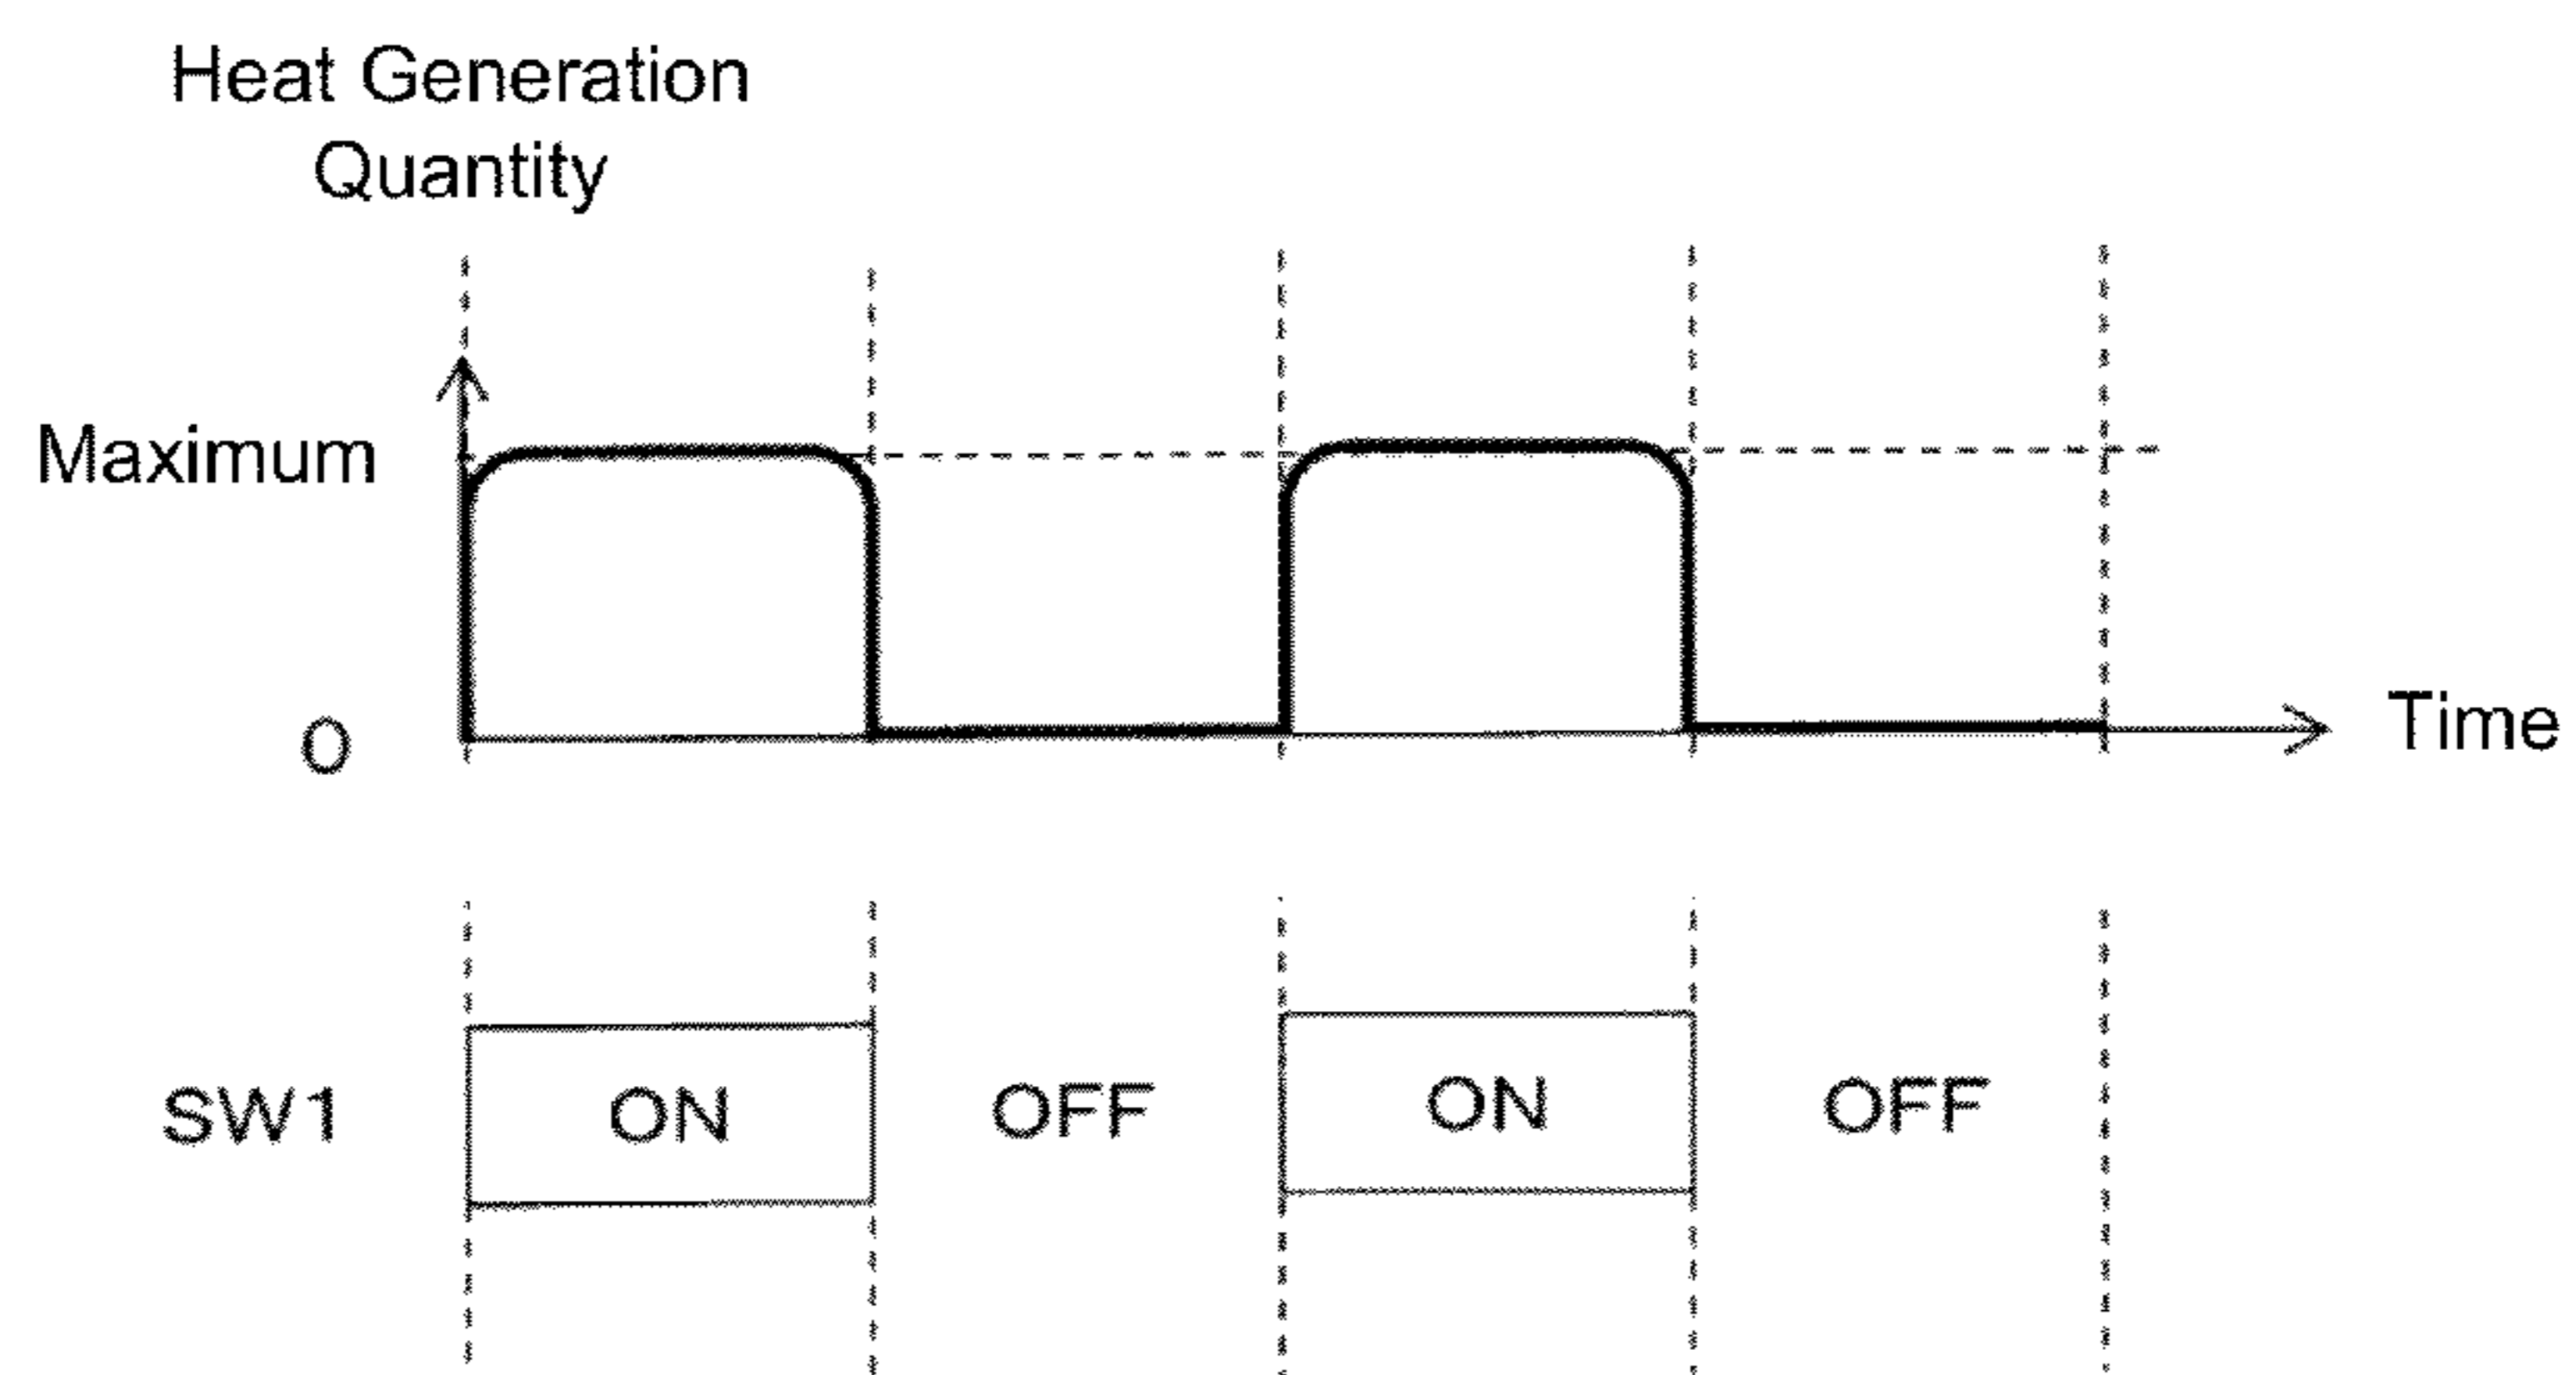 Heat Generation
Quantity
Maximum
0
Time
SW1 ON OFF ON OFF